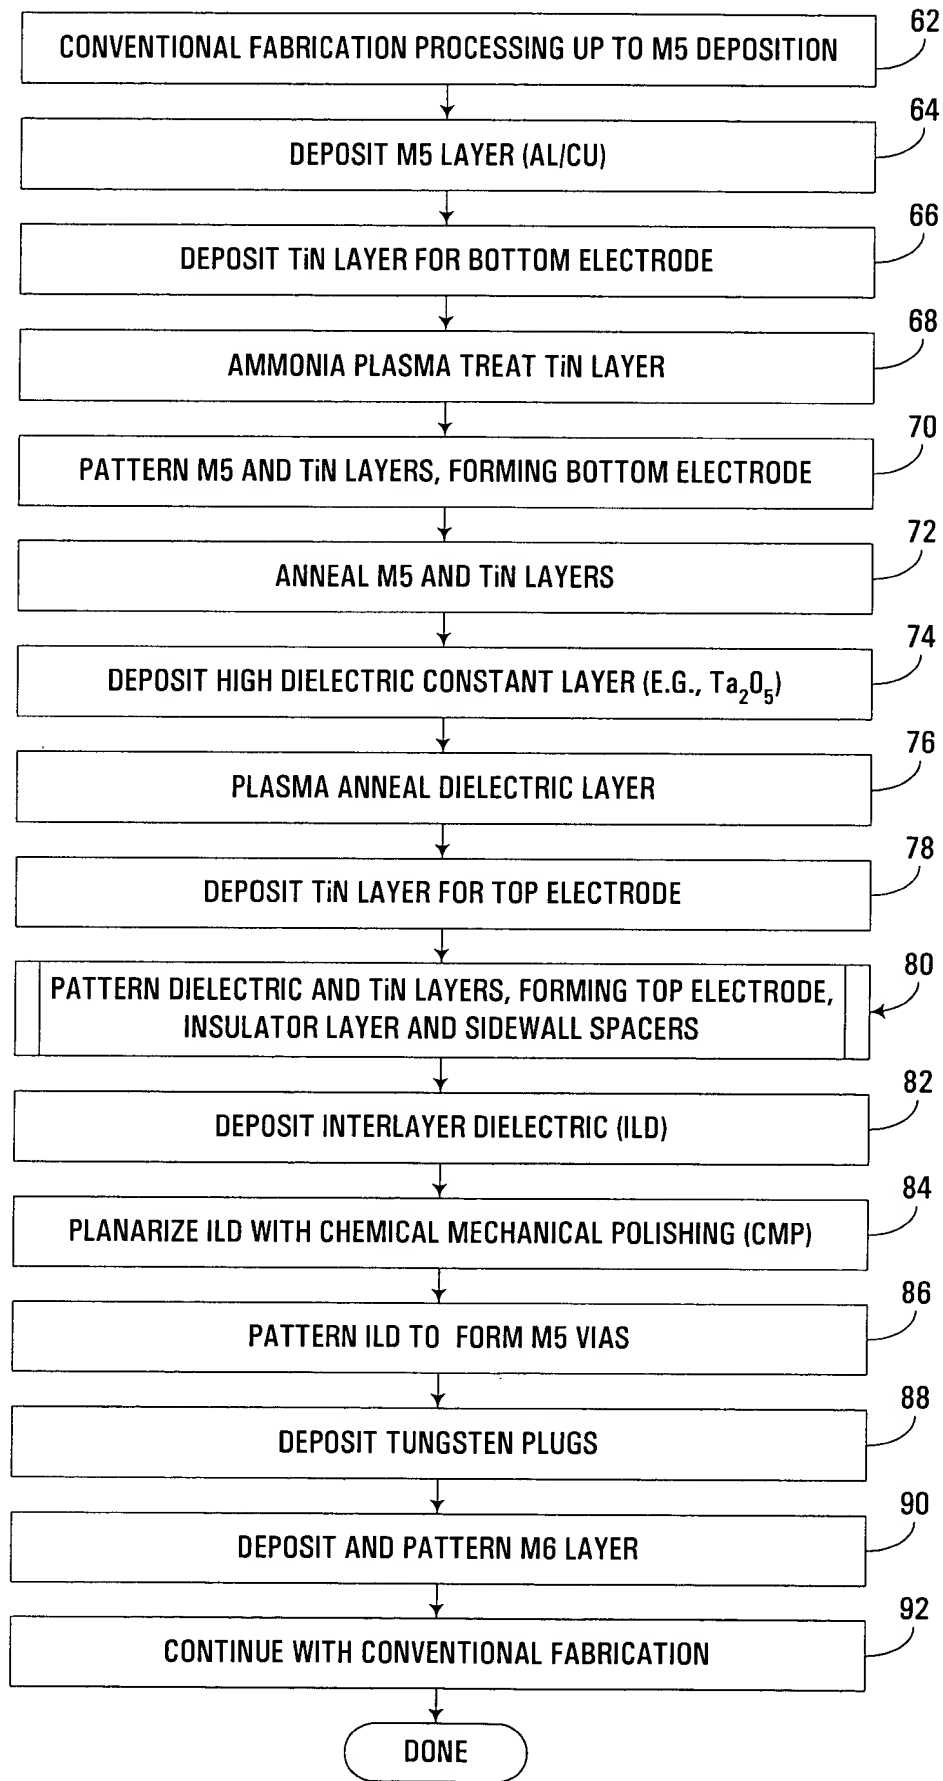 62
CONVENTIONAL FABRICATION PROCESSING UP TO M5 DEPOSITION
64
DEPOSIT M5 LAYER (AL/CU)
66
DEPOSIT TiN LAYER FOR BOTTOM ELECTRODE
68
AMMONIA PLASMA TREAT TiN LAYER
70
PATTERN M5 AND TiN LAYERS, FORMING BOTTOM ELECTRODE
72
ANNEAL M5 AND TiN LAYERS
74
DEPOSIT HIGH DIELECTRIC CONSTANT LAYER (E.G., Ta₂O₅)
76
PLASMA ANNEAL DIELECTRIC LAYER
78
DEPOSIT TiN LAYER FOR TOP ELECTRODE
80
PATTERN DIELECTRIC AND TiN LAYERS, FORMING TOP ELECTRODE,
INSULATOR LAYER AND SIDEWALL SPACERS
82
DEPOSIT INTERLAYER DIELECTRIC (ILD)
84
PLANARIZE ILD WITH CHEMICAL MECHANICAL POLISHING (CMP)
86
PATTERN ILD TO FORM M5 VIAS
88
DEPOSIT TUNGSTEN PLUGS
90
DEPOSIT AND PATTERN M6 LAYER
92
CONTINUE WITH CONVENTIONAL FABRICATION
DONE